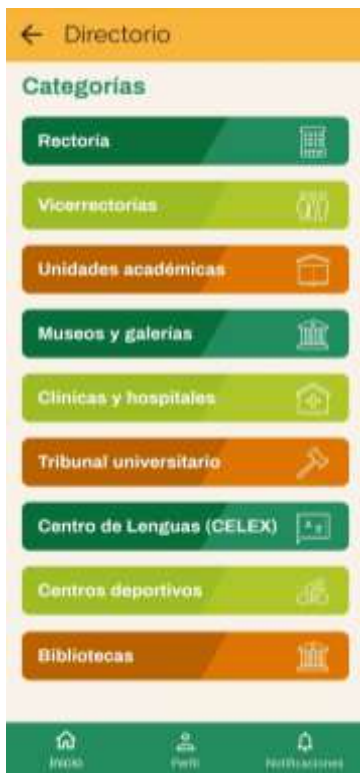 Directorio
Categorías
Rectoría
Vicerrectorías
Unidades académicas
Museos y galerías
Clínicas y hospitales
Tribunal universitario
Centro de Lenguas (CELEX)
Centros deportivos
Bibliotecas
Inicio
Perfil
Notificaciones